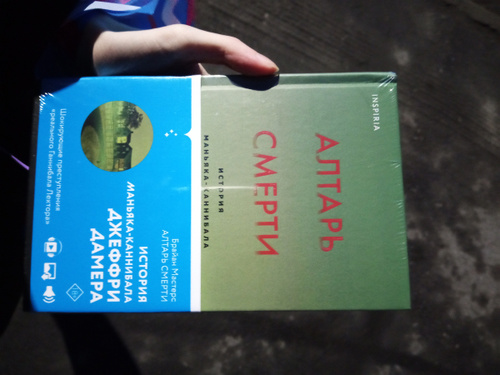 INSPIRIA
АЛТАРЬ
СМЕРТИ
ИСТОРИЯ
МАНЬЯКА-КАННИБАЛА
Брайан Мастерс
АЛТАРЬ СМЕРТИ
ИСТОРИЯ
МАНЬЯКА-КАННИБАЛА
ДЖЕФФРИ
ДАМЕРА
Шокирующие преступления
«реального Ганнибала Лектора»